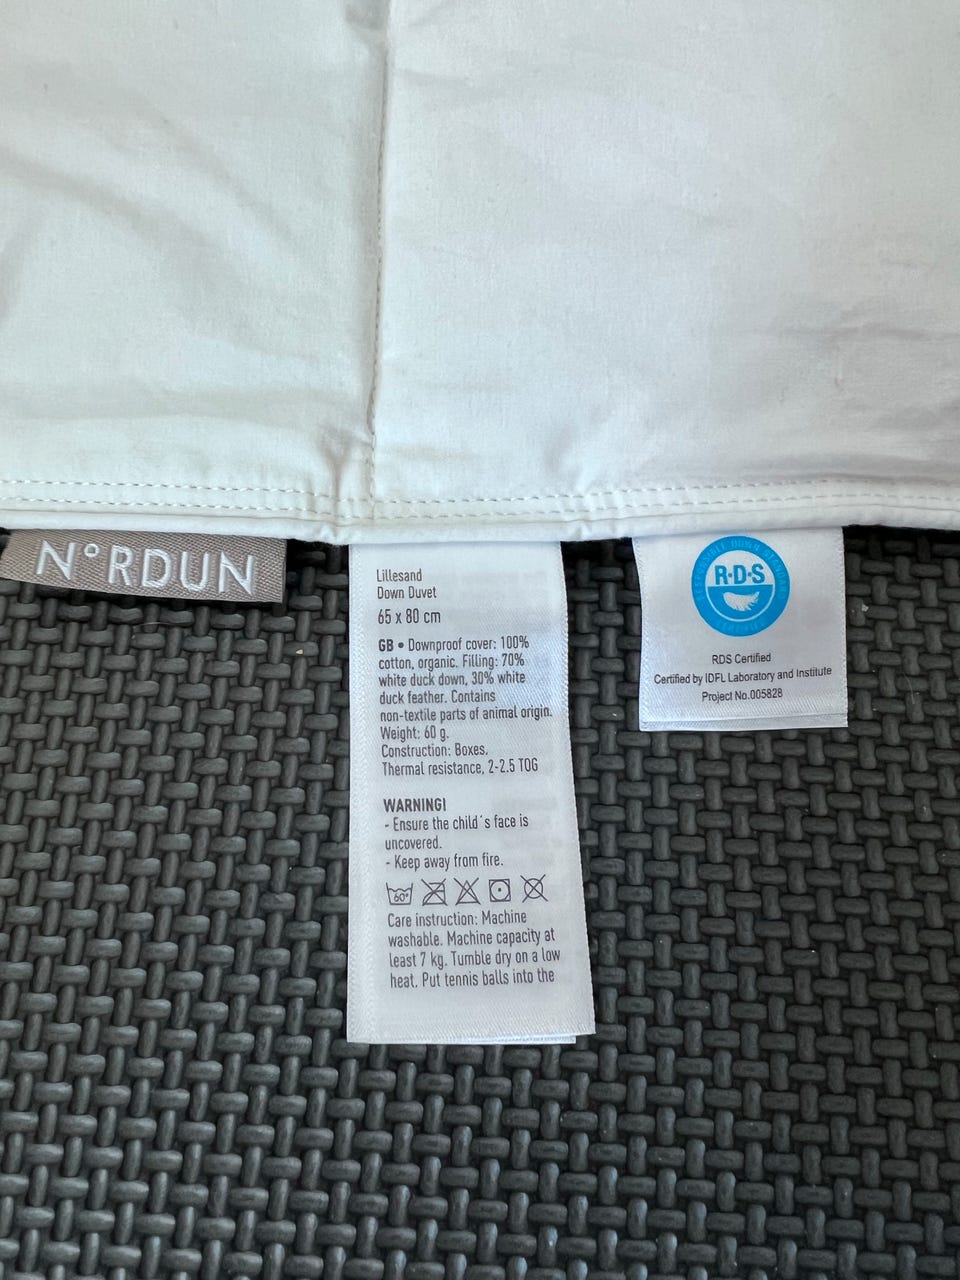 N°RDUN
Lillesand
Down Duvet
65 x 80 cm
GB • Downproof cover: 100%
cotton, organic. Filling: 70%
white duck down, 30% white
duck feather. Contains
non-textile parts of animal origin.
Weight: 60 g.
Construction: Boxes.
Thermal resistance, 2-2.5 TOG
WARNING!
- Ensure the child´s face is
uncovered.
- Keep away from fire.
60°
Care instruction: Machine
washable. Machine capacity at
least 7 kg. Tumble dry on a low
heat. Put tennis balls into the
RESPONSIBLE DOWN STANDARD
R·D·S
CERTIFIED
RDS Certified
Certified by IDFL Laboratory and Institute
Project No.005828